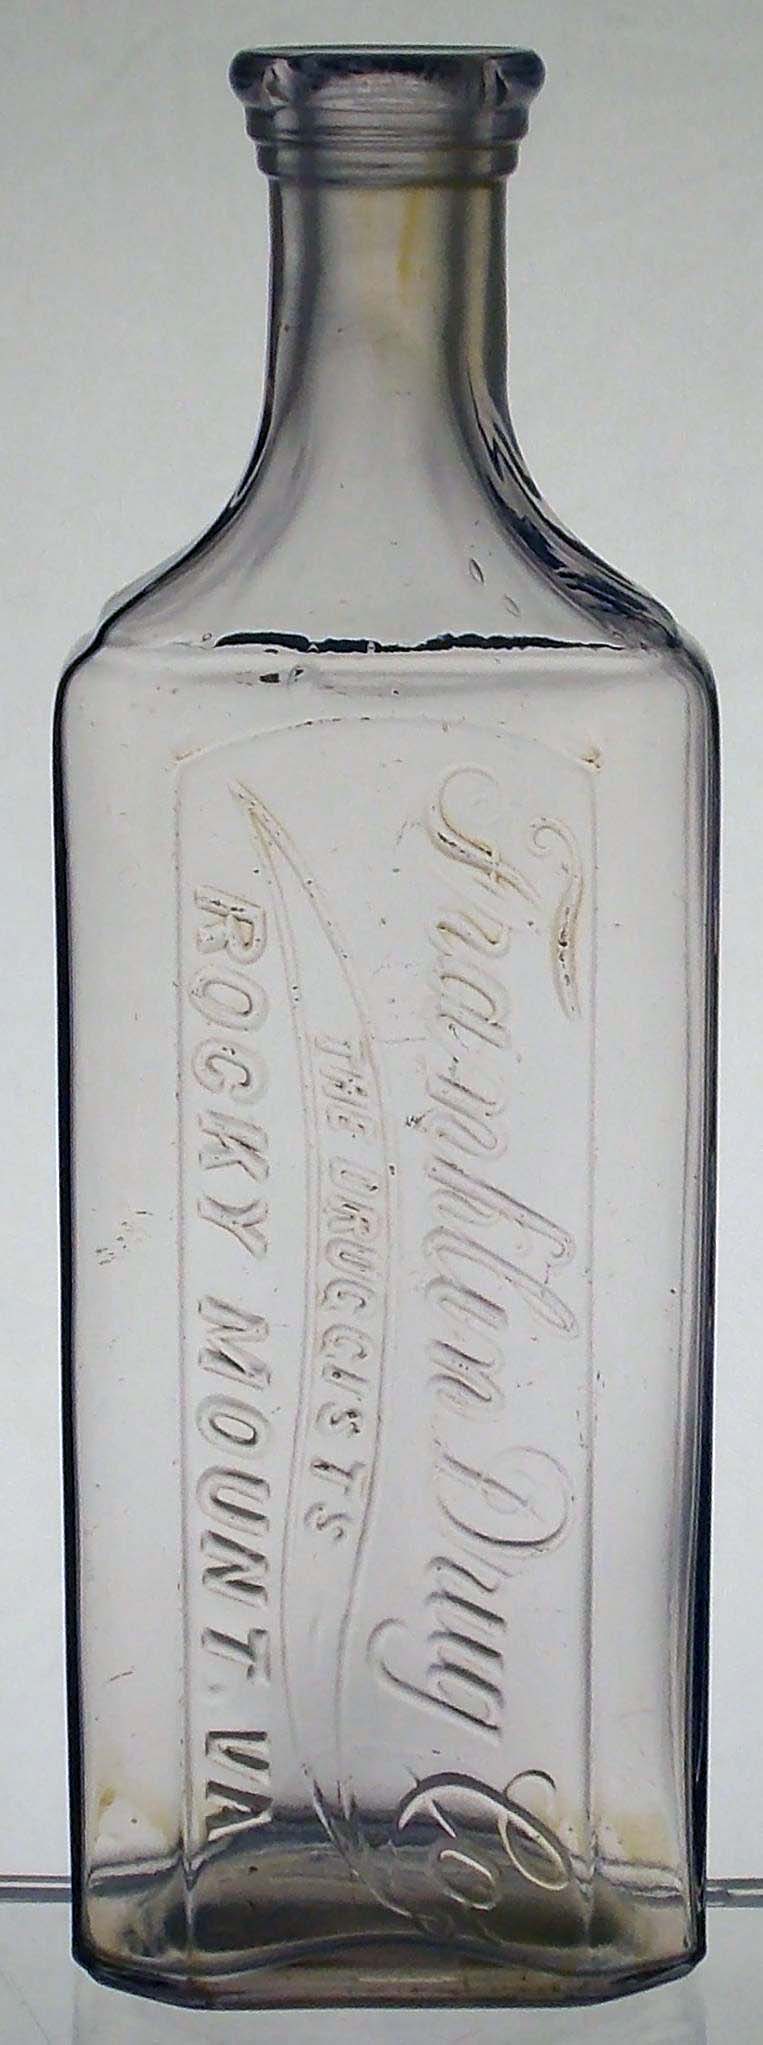 Franklin Drug Co.
THE DRUGGISTS
ROCKY MOUNT. VA